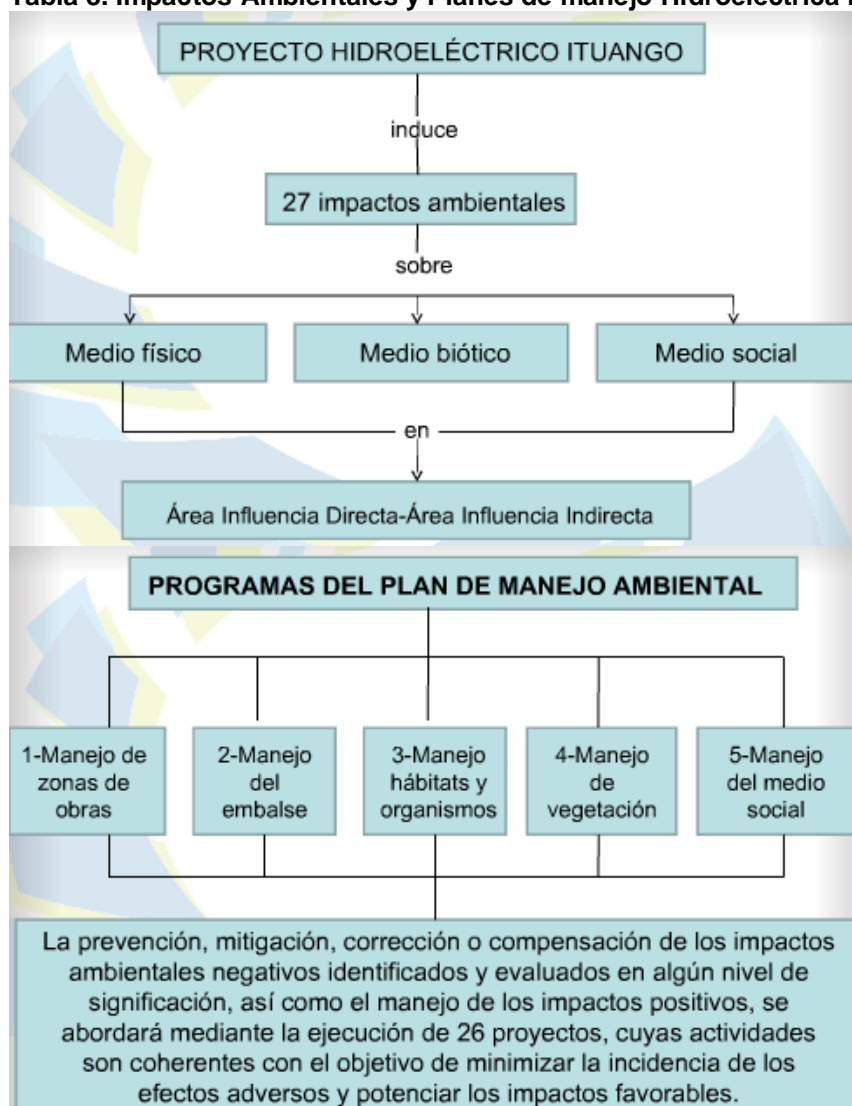 Tabla 8. Impactos Ambientales y Planes de manejo Hidroeléctrica
PROYECTO HIDROELÉCTRICO ITUANGO
induce
27 impactos ambientales
sobre
Medio físico
Medio biótico
Medio social
en
Área Influencia Directa-Área Influencia Indirecta
PROGRAMAS DEL PLAN DE MANEJO AMBIENTAL
1-Manejo de
zonas de
obras
2-Manejo
del
embalse
3-Manejo
hábitats y
organismos
4-Manejo
de
vegetación
5-Manejo
del medio
social
La prevención, mitigación, corrección o compensación de los impactos
ambientales negativos identificados y evaluados en algún nivel de
significación, así como el manejo de los impactos positivos, se
abordará mediante la ejecución de 26 proyectos, cuyas actividades
son coherentes con el objetivo de minimizar la incidencia de los
efectos adversos y potenciar los impactos favorables.